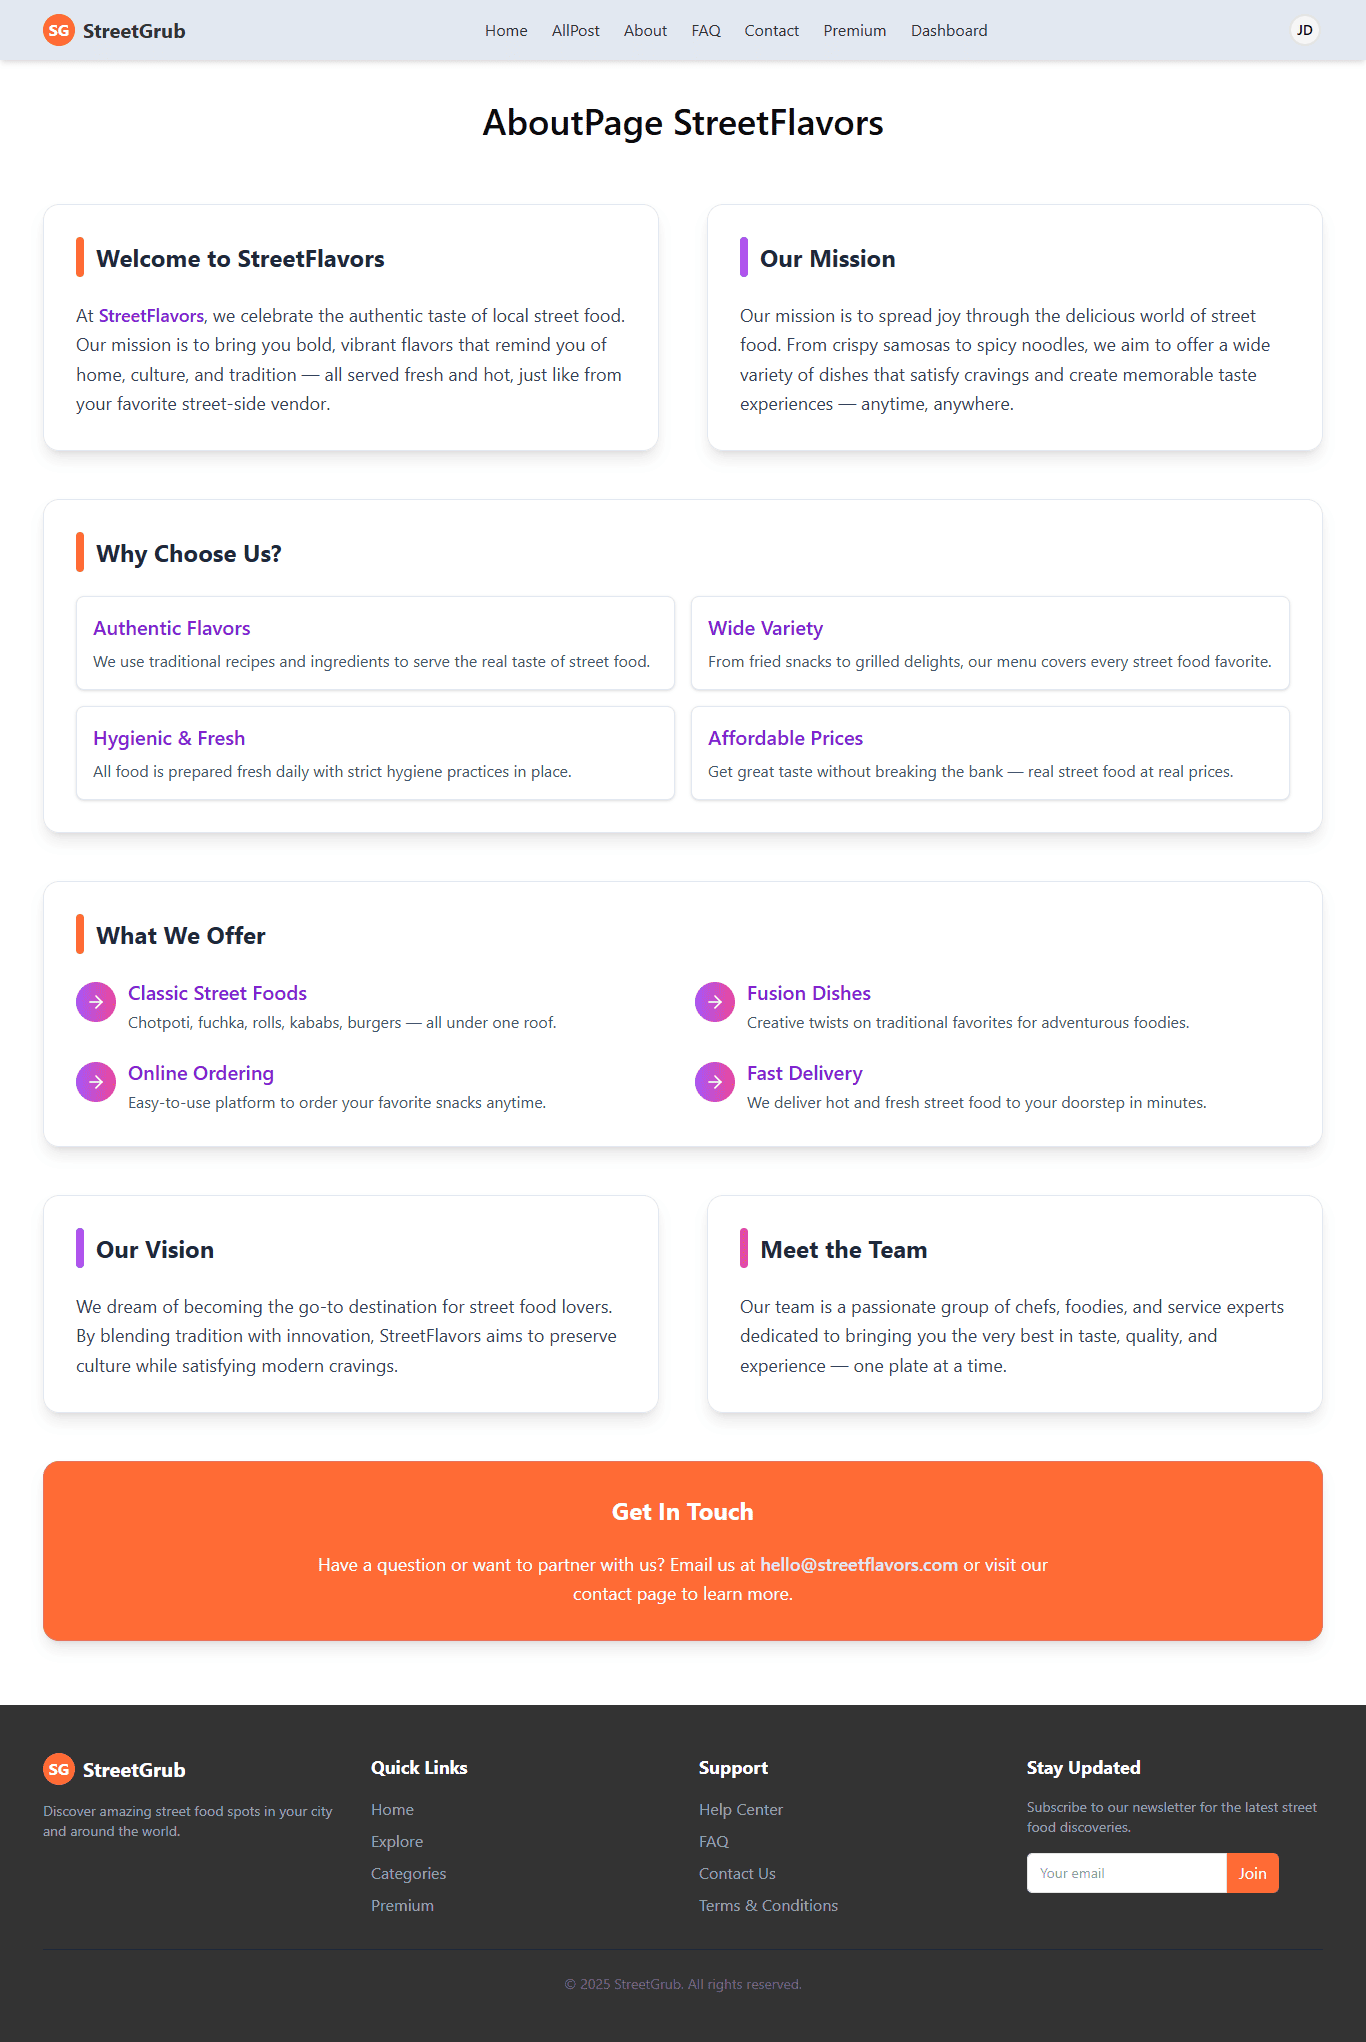 SG StreetGrub
Home AllPost About FAQ Contact Premium Dashboard
JD
AboutPage StreetFlavors
Welcome to StreetFlavors
At StreetFlavors, we celebrate the authentic taste of local street food.
Our mission is to bring you bold, vibrant flavors that remind you of
home, culture, and tradition — all served fresh and hot, just like from
your favorite street-side vendor.
Our Mission
Our mission is to spread joy through the delicious world of street
food. From crispy samosas to spicy noodles, we aim to offer a wide
variety of dishes that satisfy cravings and create memorable taste
experiences — anytime, anywhere.
Why Choose Us?
Authentic Flavors
We use traditional recipes and ingredients to serve the real taste of street food.
Wide Variety
From fried snacks to grilled delights, our menu covers every street food favorite.
Hygienic & Fresh
All food is prepared fresh daily with strict hygiene practices in place.
Affordable Prices
Get great taste without breaking the bank — real street food at real prices.
What We Offer
Classic Street Foods
Chotpoti, fuchka, rolls, kababs, burgers — all under one roof.
Fusion Dishes
Creative twists on traditional favorites for adventurous foodies.
Online Ordering
Easy-to-use platform to order your favorite snacks anytime.
Fast Delivery
We deliver hot and fresh street food to your doorstep in minutes.
Our Vision
We dream of becoming the go-to destination for street food lovers.
By blending tradition with innovation, StreetFlavors aims to preserve
culture while satisfying modern cravings.
Meet the Team
Our team is a passionate group of chefs, foodies, and service experts
dedicated to bringing you the very best in taste, quality, and
experience — one plate at a time.
Get In Touch
Have a question or want to partner with us? Email us at hello@streetflavors.com or visit our
contact page to learn more.
SG StreetGrub
Discover amazing street food spots in your city
and around the world.
Quick Links
Home
Explore
Categories
Premium
Support
Help Center
FAQ
Contact Us
Terms & Conditions
Stay Updated
Subscribe to our newsletter for the latest street
food discoveries.
Your email Join
© 2025 StreetGrub. All rights reserved.